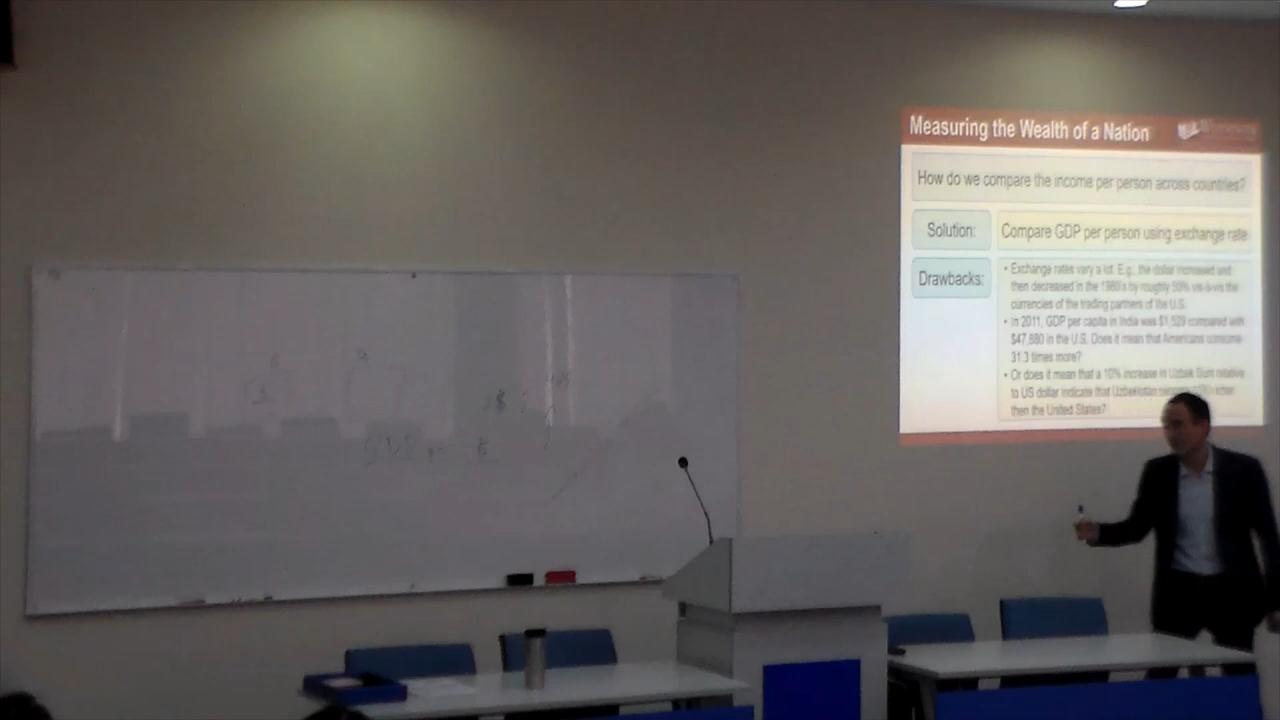 Measuring the Wealth of a Nation
How do we compare the income per person across countries?
Solution:
Compare GDP per person using exchange rate
Drawbacks:
• Exchange rates vary a lot. E.g., the dollar increased and
then decreased in the 1980's by roughly 50% vis-à-vis the
currencies of the trading partners of the U.S.
• In 2011, GDP per capita in India was $1,529 compared with
$47,880 in the U.S. Does it mean that Americans consume
31.3 times more?
• Or does it mean that a 10% increase in Uzbek Sum relative
to US dollar indicate that Uzbekistan
then the United States?
GDP